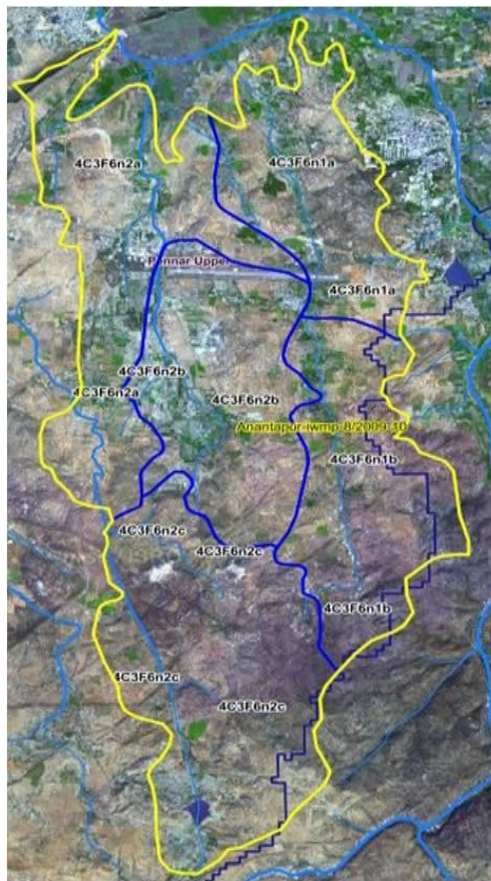 4C3F6n2a
4C3F6n1a
Pennar Upper
4C3F6n1a
4C3F6n2b
4C3F6n2a
4C3F6n2b
Anantapur-iwmp-8/2009-10
4C3F6n1b
4C3F6n2c
4C3F6n2c
4C3F6n1b
4C3F6n2c
4C3F6n2c